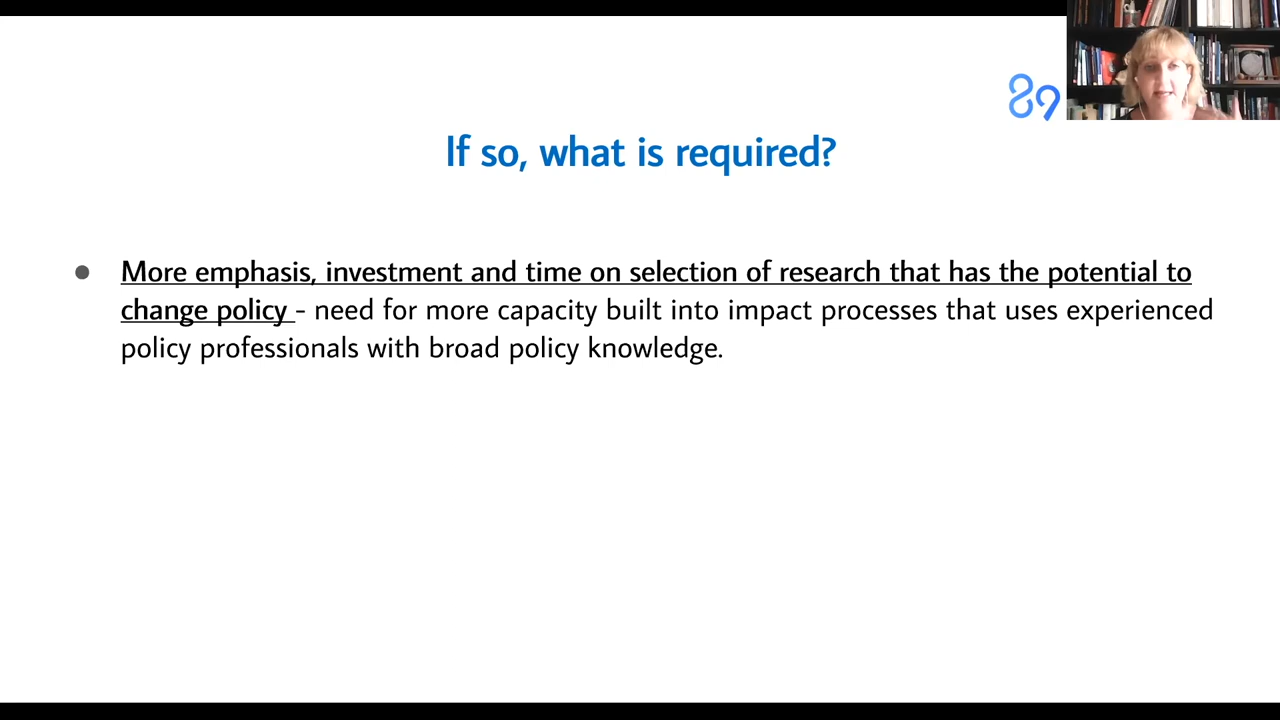 89
If so, what is required?
● More emphasis, investment and time on selection of research that has the potential to
change policy - need for more capacity built into impact processes that uses experienced
policy professionals with broad policy knowledge.